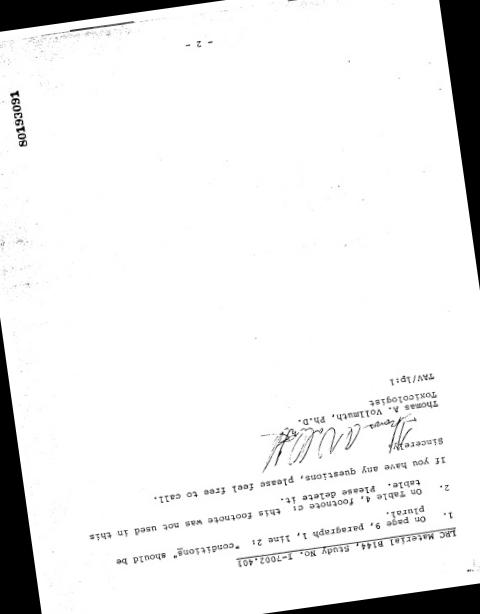 LRC Material B144, Study No. I-7002.401
1. On page 9, paragraph 1, line 2: "conditions" should be
plural.
2. On Table 4, footnote c: this footnote was not used in this
table. Please delete it.
If you have any questions, please feel free to call.
Sincerely,
Thomas A. Vollmuth, Ph.D.
Toxicologist
TAV/lp:l
- 2 -
80193091